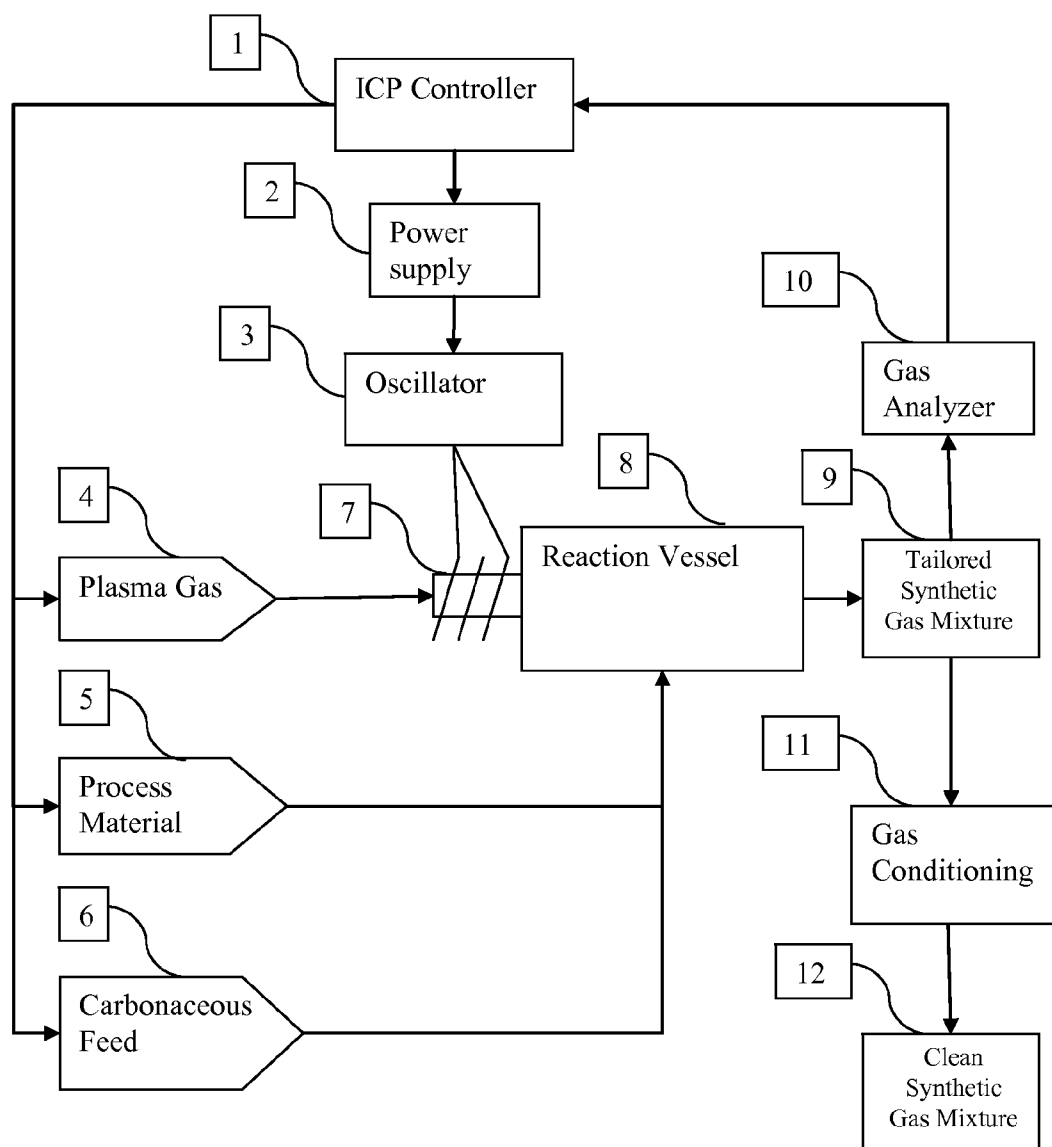 1
ICP Controller
2
Power
supply
10
3
Oscillator
Gas
Analyzer
8
9
4
7
Plasma Gas
Reaction Vessel
Tailored
Synthetic
Gas Mixture
5
11
Process
Material
Gas
Conditioning
6
12
Carbonaceous
Feed
Clean
Synthetic
Gas Mixture